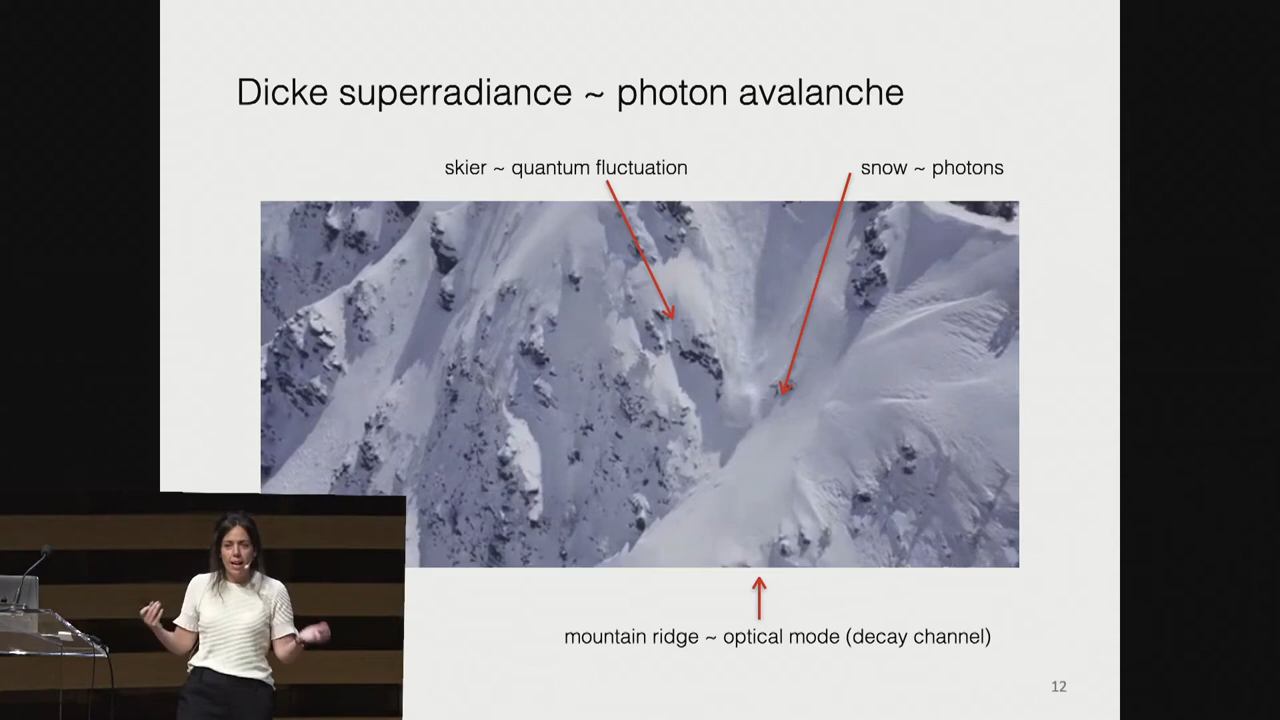 Dicke superradiance ~ photon avalanche
skier ~ quantum fluctuation
snow ~ photons
mountain ridge ~ optical mode (decay channel)
12